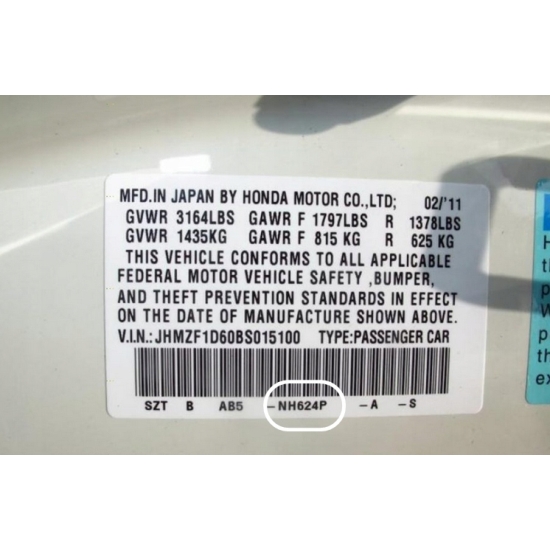 MFD.IN JAPAN BY HONDA MOTOR CO.,LTD; 02/'11
GVWR 3164LBS GAWR F 1797LBS R 1378LBS
GVWR 1435KG GAWR F 815 KG R 625 KG
THIS VEHICLE CONFORMS TO ALL APPLICABLE
FEDERAL MOTOR VEHICLE SAFETY ,BUMPER,
AND THEFT PREVENTION STANDARDS IN EFFECT
ON THE DATE OF MANUFACTURE SHOWN ABOVE.
V.I.N.: JHMZF1D60BS015100 TYPE:PASSENGER CAR
SZT B AB5 -NH624P -A -S